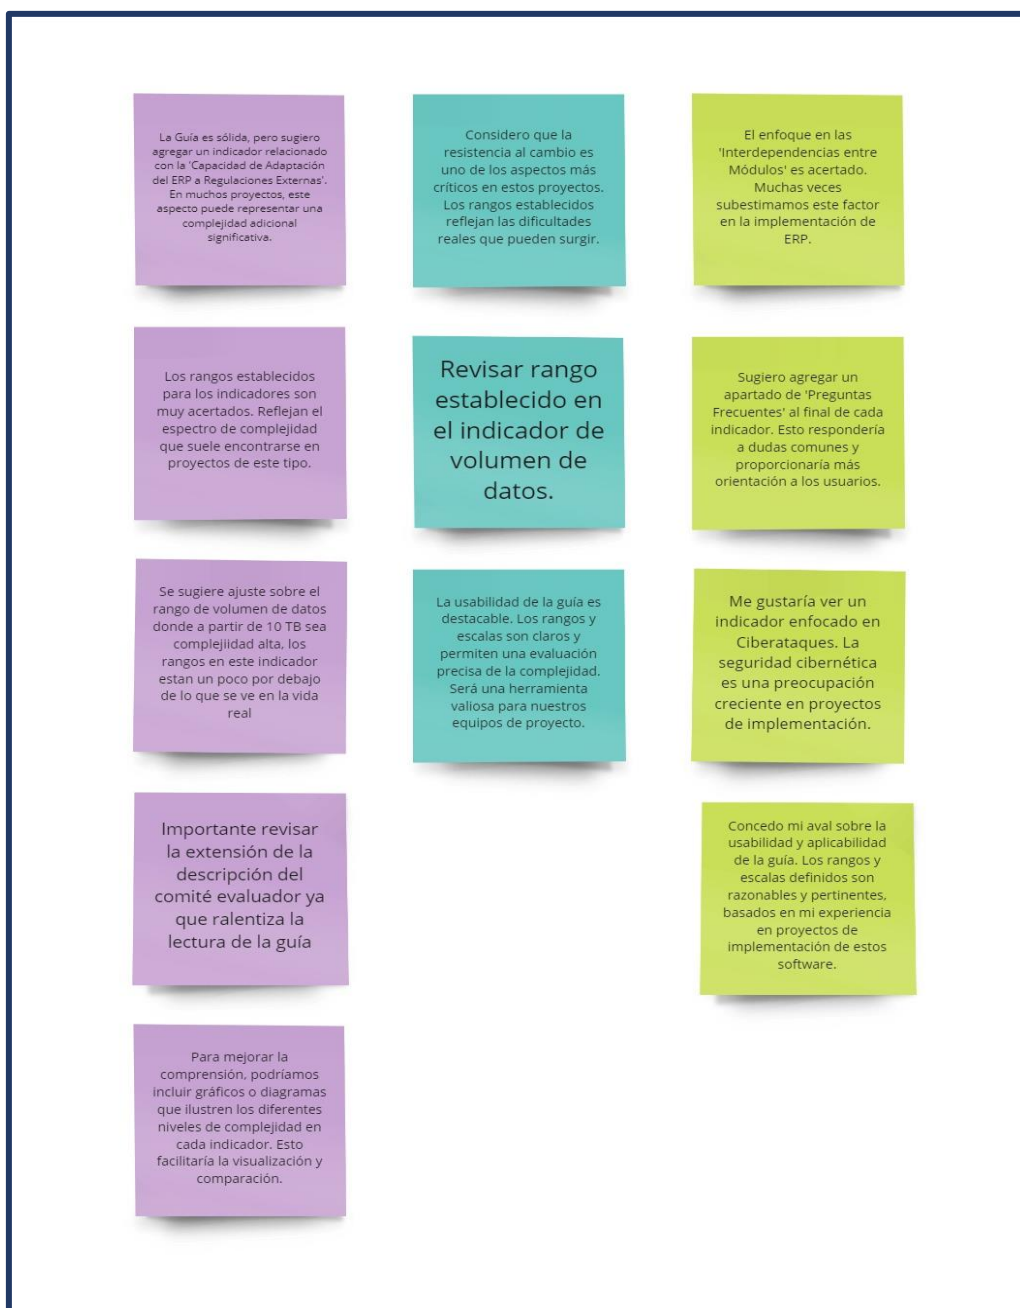 La Guía es sólida, pero sugiero
agregar un indicador relacionado
con la 'Capacidad de Adaptación
del ERP a Regulaciones Externas'.
En muchos proyectos, este
aspecto puede representar una
complejidad adicional
significativa.
Los rangos establecidos
para los indicadores son
muy acertados. Reflejan el
espectro de complejidad
que suele encontrarse en
proyectos de este tipo.
Se sugiere ajuste sobre el
rango de volumen de datos
donde a partir de 10 TB sea
complejiidad alta, los
rangos en este indicador
estan un poco por debajo
de lo que se ve en la vida
real
Importante revisar
la extensión de la
descripción del
comité evaluador ya
que ralentiza la
lectura de la guía
Para mejorar la
comprensión, podríamos
incluir gráficos o diagramas
que ilustren los diferentes
niveles de complejidad en
cada indicador. Esto
facilitaría la visualización y
comparación.
Considero que la
resistencia al cambio es
uno de los aspectos más
críticos en estos proyectos.
Los rangos establecidos
reflejan las dificultades
reales que pueden surgir.
Revisar rango
establecido en
el indicador de
volumen de
datos.
La usabilidad de la guía es
destacable. Los rangos y
escalas son claros y
permiten una evaluación
precisa de la complejidad.
Será una herramienta
valiosa para nuestros
equipos de proyecto.
El enfoque en las
'Interdependencias entre
Módulos' es acertado.
Muchas veces
subestimamos este factor
en la implementación de
ERP.
Sugiero agregar un
apartado de 'Preguntas
Frecuentes' al final de cada
indicador. Esto respondería
a dudas comunes y
proporcionaría más
orientación a los usuarios.
Me gustaría ver un
indicador enfocado en
Ciberataques. La
seguridad cibernética
es una preocupación
creciente en proyectos
de implementación.
Concedo mi aval sobre la
usabilidad y aplicabilidad
de la guía. Los rangos y
escalas definidos son
razonables y pertinentes,
basados en mi experiencia
en proyectos de
implementación de estos
software.